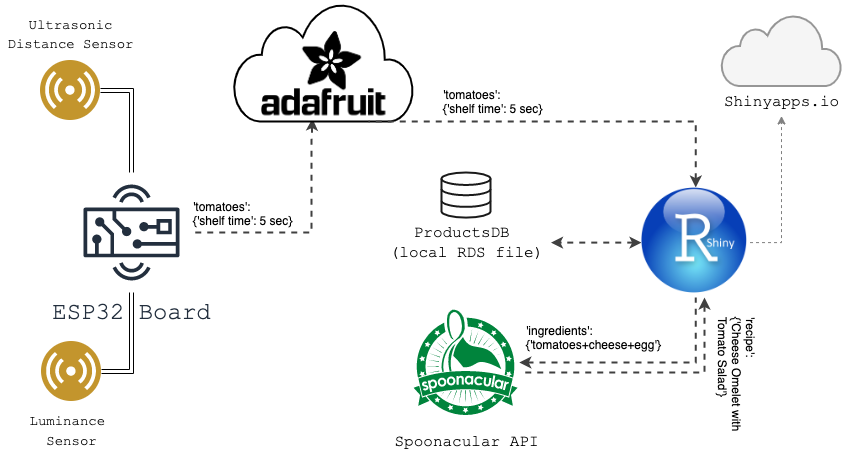 Ultrasonic
Distance Sensor
adafruit
'tomatoes':
{'shelf time': 5 sec}
Shinyapps.io
'tomatoes':
{'shelf time': 5 sec}
ProductsDB
(local RDS file)
R Shiny
ESP32 Board
'ingredients':
{'tomatoes+cheese+egg'}
'recipe':
{'Cheese Omelet with
Tomato Salad'}
spoonacular
Luminance
Sensor
Spoonacular API